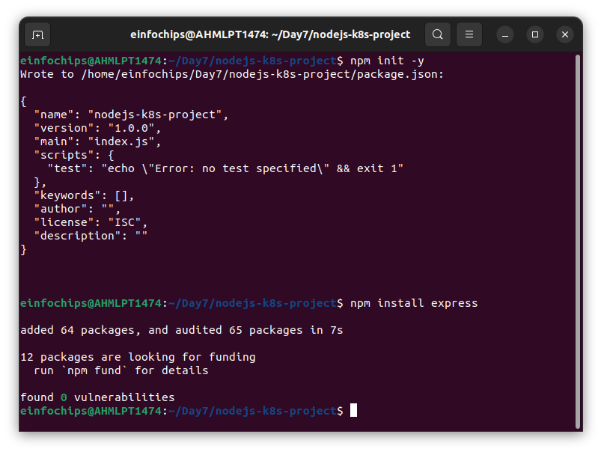 einfochips@AHMLPT1474: ~/Day7/nodejs-k8s-project
einfochips@AHMLPT1474:~/Day7/nodejs-k8s-project$ npm init -y
Wrote to /home/einfochips/Day7/nodejs-k8s-project/package.json:
{
  "name": "nodejs-k8s-project",
  "version": "1.0.0",
  "main": "index.js",
  "scripts": {
    "test": "echo \"Error: no test specified\" && exit 1"
  },
  "keywords": [],
  "author": "",
  "license": "ISC",
  "description": ""
}
einfochips@AHMLPT1474:~/Day7/nodejs-k8s-project$ npm install express
added 64 packages, and audited 65 packages in 7s
12 packages are looking for funding
  run `npm fund` for details
found 0 vulnerabilities
einfochips@AHMLPT1474:~/Day7/nodejs-k8s-project$